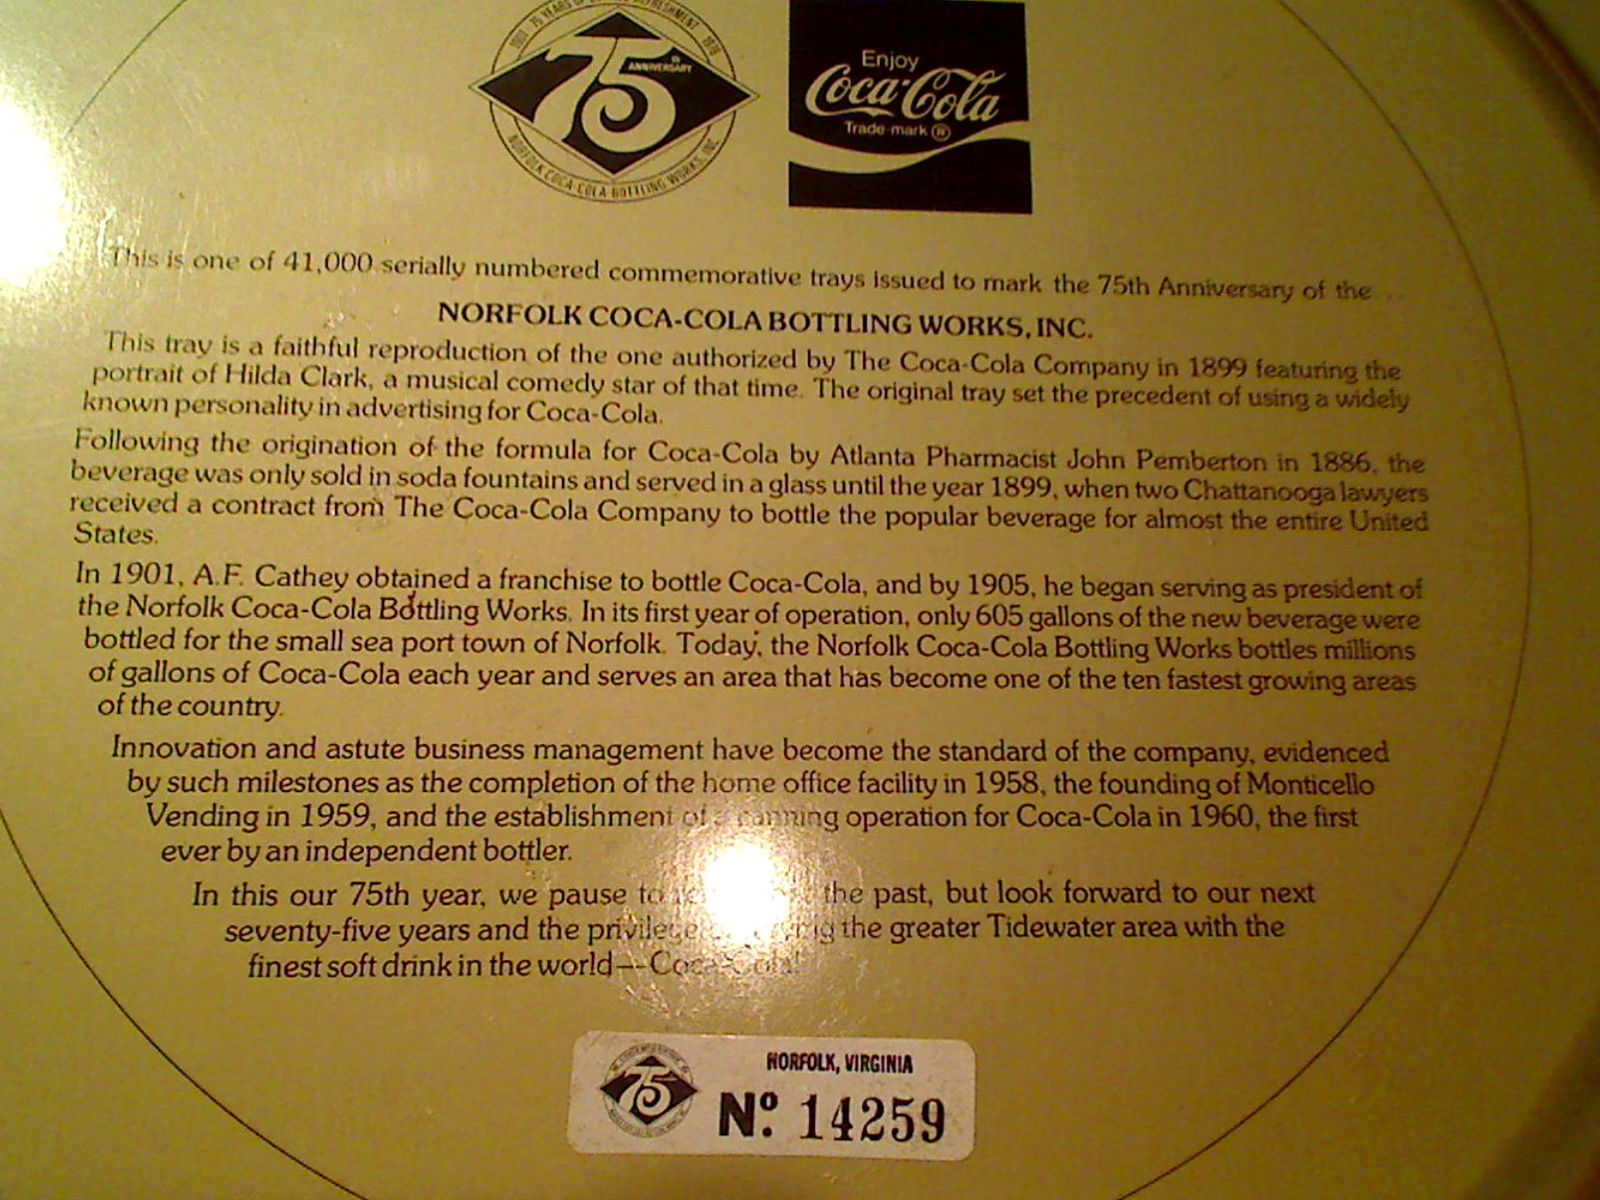 1901 75 YEARS OF REFRESHMENT 1976
75th
ANNIVERSARY
NORFOLK COCA-COLA BOTTLING WORKS, INC.
Enjoy
Coca-Cola
Trade-mark ®
This is one of 41,000 serially numbered commemorative trays issued to mark the 75th Anniversary of the ...
NORFOLK COCA-COLA BOTTLING WORKS, INC.
This tray is a faithful reproduction of the one authorized by The Coca-Cola Company in 1899 featuring the
portrait of Hilda Clark, a musical comedy star of that time. The original tray set the precedent of using a widely
known personality in advertising for Coca-Cola.
Following the origination of the formula for Coca-Cola by Atlanta Pharmacist John Pemberton in 1886, the
beverage was only sold in soda fountains and served in a glass until the year 1899, when two Chattanooga lawyers
received a contract from The Coca-Cola Company to bottle the popular beverage for almost the entire United
States.
In 1901, A.F. Cathey obtained a franchise to bottle Coca-Cola, and by 1905, he began serving as president of
the Norfolk Coca-Cola Bottling Works. In its first year of operation, only 605 gallons of the new beverage were
bottled for the small sea port town of Norfolk. Today, the Norfolk Coca-Cola Bottling Works bottles millions
of gallons of Coca-Cola each year and serves an area that has become one of the ten fastest growing areas
of the country.
Innovation and astute business management have become the standard of the company, evidenced
by such milestones as the completion of the home office facility in 1958, the founding of Monticello
Vending in 1959, and the establishment of a canning operation for Coca-Cola in 1960, the first
ever by an independent bottler.
In this our 75th year, we pause to the past, but look forward to our next
seventy-five years and the privilege the greater Tidewater area with the
finest soft drink in the world—Coca-Cola!
75
NORFOLK, VIRGINIA
No. 14259